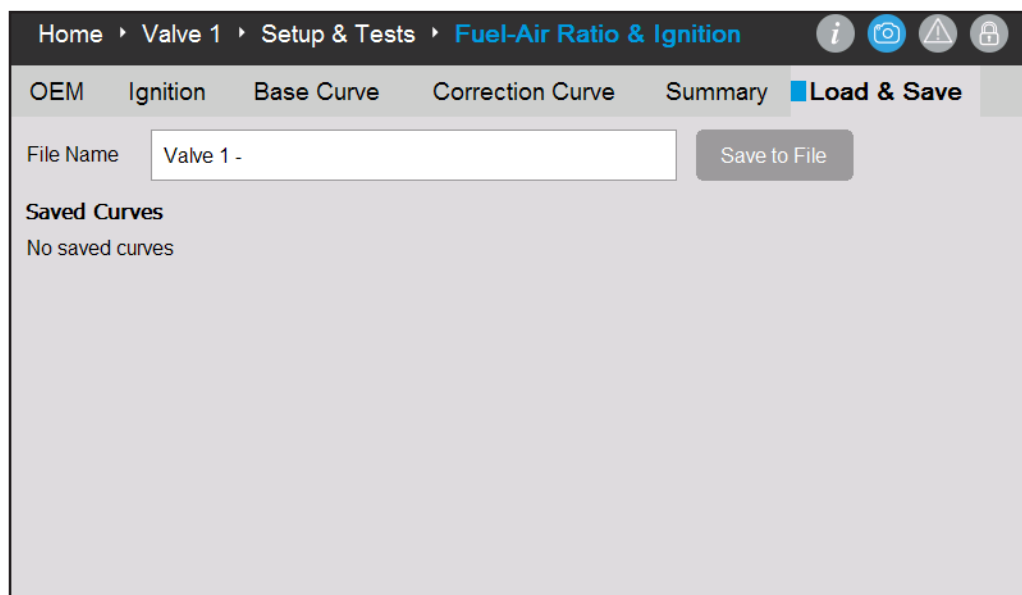 Home ‣ Valve 1 ‣ Setup & Tests ‣ Fuel-Air Ratio & Ignition i
OEM Ignition Base Curve Correction Curve Summary Load & Save
File Name Valve 1 - Save to File
Saved Curves
No saved curves